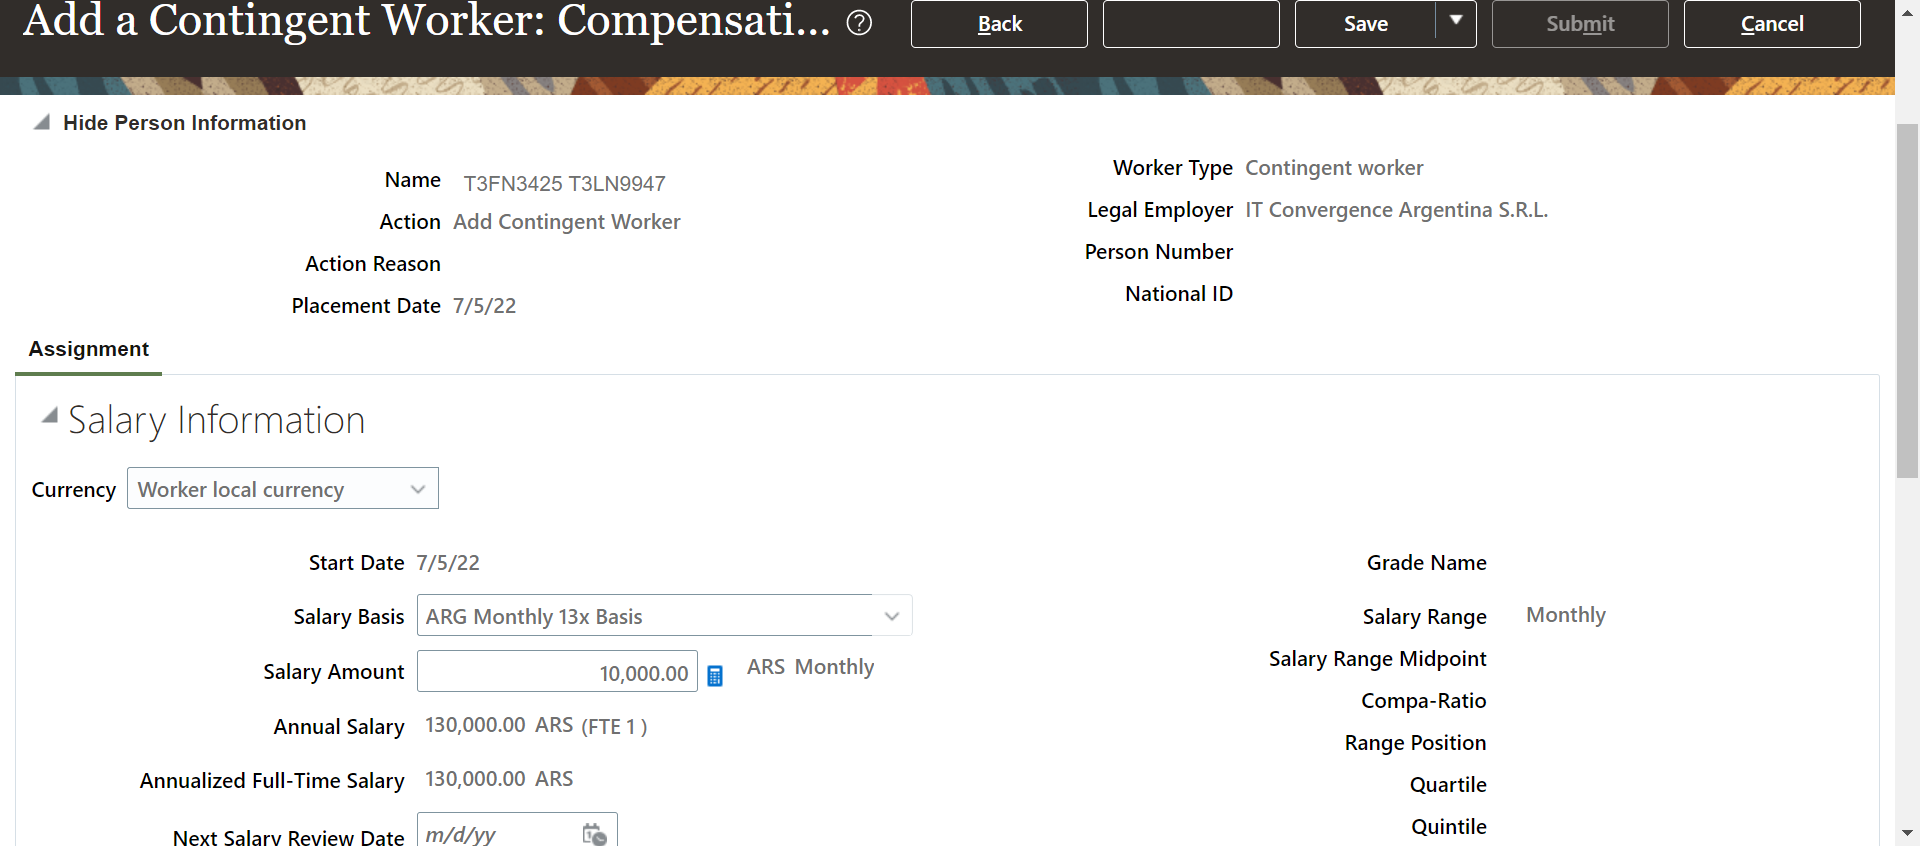 Add a Contingent Worker: Compensati...
Back
Save
Submit
Cancel
Hide Person Information
Name T3FN3425 T3LN9947
Action Add Contingent Worker
Action Reason
Placement Date 7/5/22
Worker Type Contingent worker
Legal Employer IT Convergence Argentina S.R.L.
Person Number
National ID
Assignment
Salary Information
Currency Worker local currency
Start Date 7/5/22
Salary Basis ARG Monthly 13x Basis
Salary Amount 10,000.00 ARS Monthly
Annual Salary 130,000.00 ARS (FTE 1 )
Annualized Full-Time Salary 130,000.00 ARS
Next Salary Review Date m/d/yy
Grade Name
Salary Range Monthly
Salary Range Midpoint
Compa-Ratio
Range Position
Quartile
Quintile